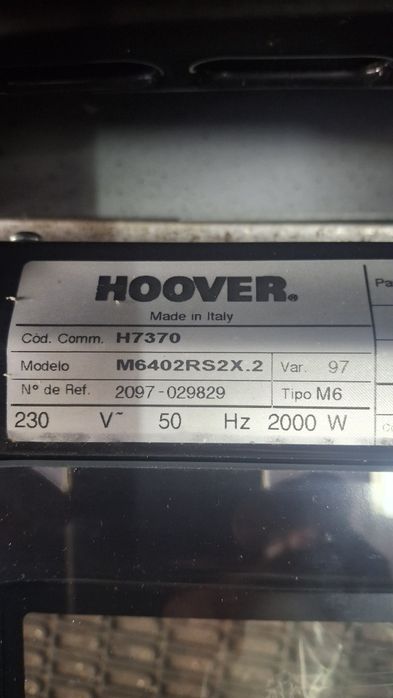 HOOVER®
Made in Italy
Cód. Comm. H7370
Modelo M6402RS2X.2 Var. 97
Nº de Ref. 2097-029829 Tipo M6
230 V~ 50 Hz 2000 W